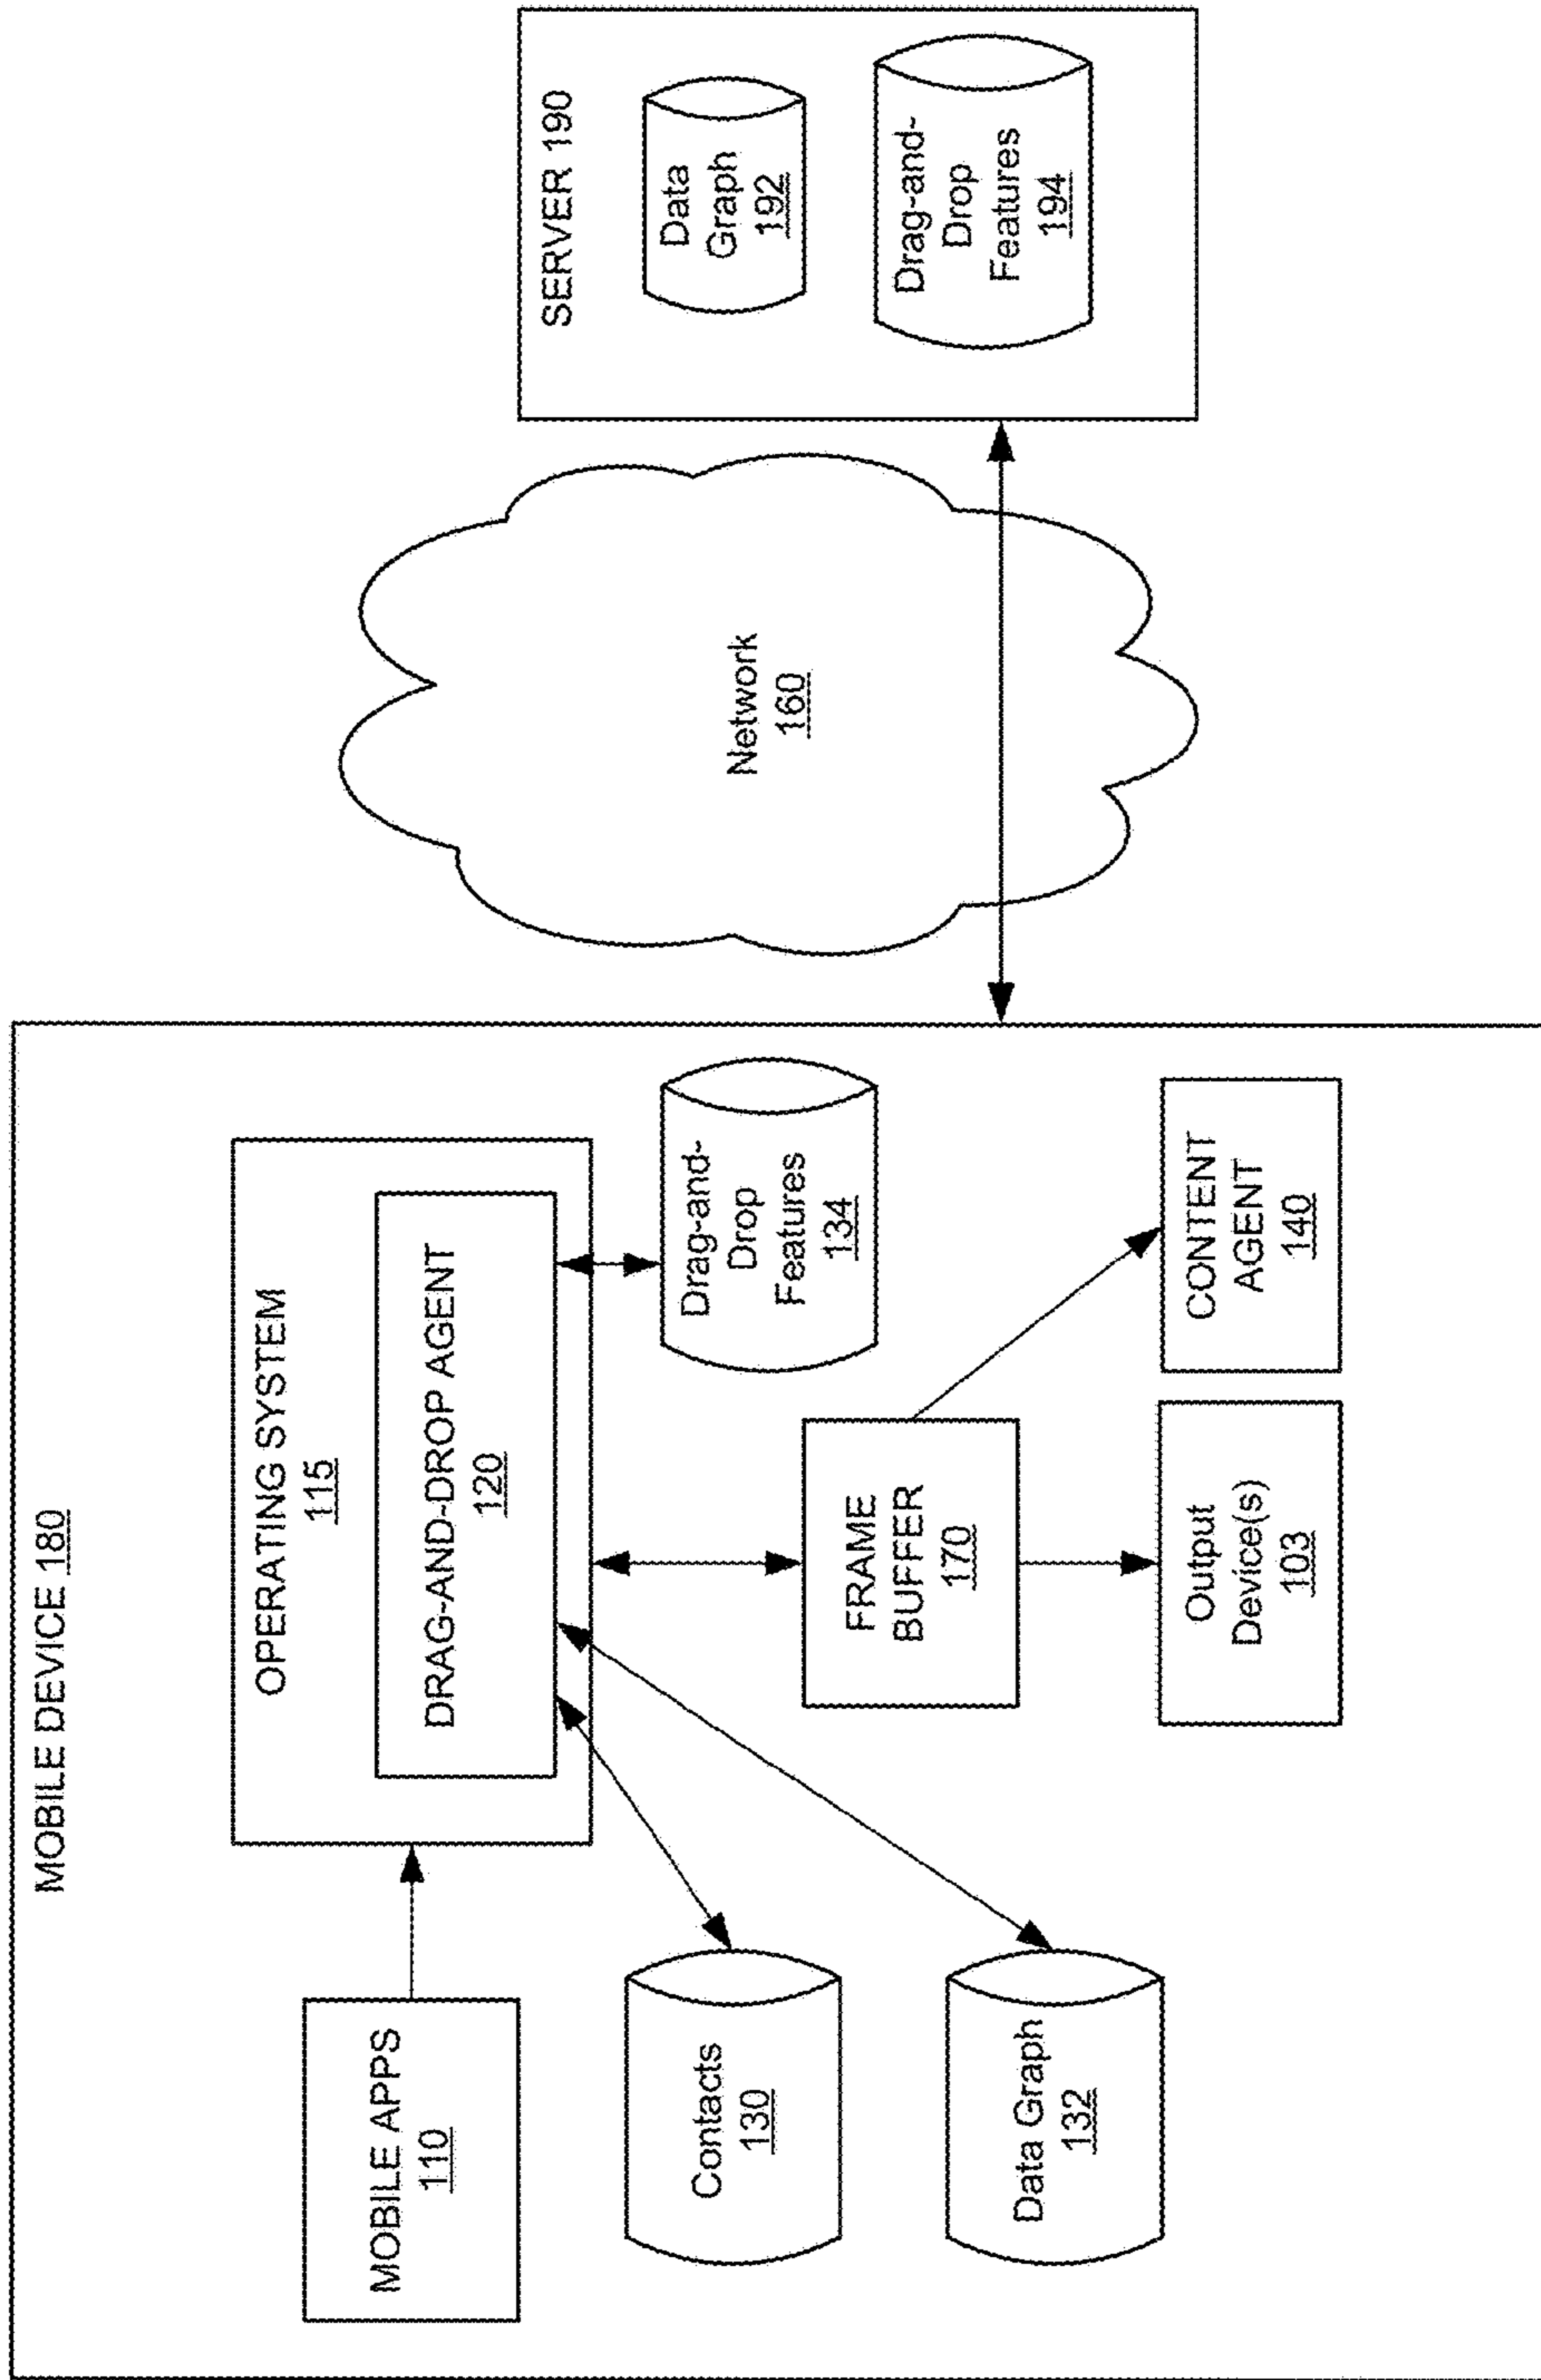 MOBILE DEVICE 180
MOBILE APPS
110
OPERATING SYSTEM
115
DRAG-AND-DROP AGENT
120
Contacts
130
Data Graph
132
Drag-and-
Drop
Features
134
FRAME
BUFFER
170
Output
Device(s)
103
CONTENT
AGENT
140
Network
160
SERVER 190
Data
Graph
192
Drag-and-
Drop
Features
194